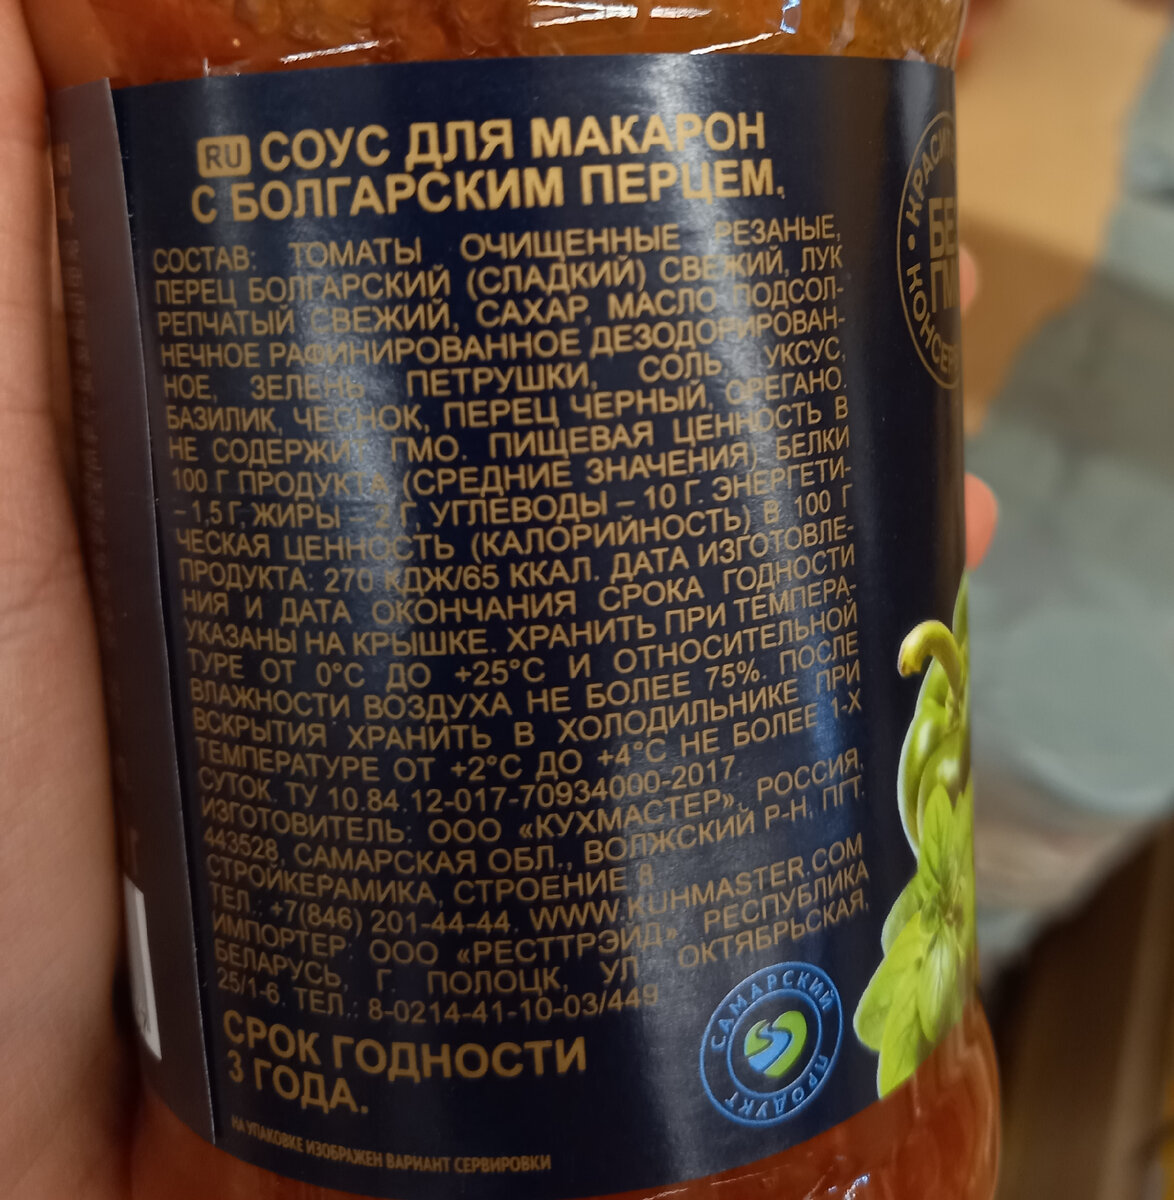 RU СОУС ДЛЯ МАКАРОН
С БОЛГАРСКИМ ПЕРЦЕМ.
СОСТАВ: ТОМАТЫ ОЧИЩЕННЫЕ РЕЗАНЫЕ,
ПЕРЕЦ БОЛГАРСКИЙ (СЛАДКИЙ) СВЕЖИЙ, ЛУК
РЕПЧАТЫЙ СВЕЖИЙ, САХАР, МАСЛО ПОДСОЛ-
НЕЧНОЕ РАФИНИРОВАННОЕ ДЕЗОДОРИРОВАН-
НОЕ, ЗЕЛЕНЬ ПЕТРУШКИ, СОЛЬ, УКСУС,
БАЗИЛИК, ЧЕСНОК, ПЕРЕЦ ЧЕРНЫЙ, ОРЕГАНО.
НЕ СОДЕРЖИТ ГМО. ПИЩЕВАЯ ЦЕННОСТЬ В
100 Г ПРОДУКТА (СРЕДНИЕ ЗНАЧЕНИЯ) БЕЛКИ
– 1,5 Г, ЖИРЫ – 2 Г, УГЛЕВОДЫ – 10 Г. ЭНЕРГЕТИ-
ЧЕСКАЯ ЦЕННОСТЬ (КАЛОРИЙНОСТЬ) В 100 Г
ПРОДУКТА: 270 КДЖ/65 ККАЛ. ДАТА ИЗГОТОВЛЕ-
НИЯ И ДАТА ОКОНЧАНИЯ СРОКА ГОДНОСТИ
УКАЗАНЫ НА КРЫШКЕ. ХРАНИТЬ ПРИ ТЕМПЕРА-
ТУРЕ ОТ 0°С ДО +25°С И ОТНОСИТЕЛЬНОЙ
ВЛАЖНОСТИ ВОЗДУХА НЕ БОЛЕЕ 75%. ПОСЛЕ
ВСКРЫТИЯ ХРАНИТЬ В ХОЛОДИЛЬНИКЕ ПРИ
ТЕМПЕРАТУРЕ ОТ +2°С ДО +4°С НЕ БОЛЕЕ 1-Х
СУТОК. ТУ 10.84.12-017-70934000-2017.
ИЗГОТОВИТЕЛЬ: ООО «КУХМАСТЕР», РОССИЯ,
443528, САМАРСКАЯ ОБЛ., ВОЛЖСКИЙ Р-Н, ПГТ.
СТРОЙКЕРАМИКА, СТРОЕНИЕ 8.
ТЕЛ.: +7(846) 201-44-44. WWW.KUHMASTER.COM
ИМПОРТЕР: ООО «РЕСТТРЭЙД», РЕСПУБЛИКА
БЕЛАРУСЬ, Г. ПОЛОЦК, УЛ. ОКТЯБРЬСКАЯ,
25/1-6. ТЕЛ.: 8-0214-41-10-03/449
СРОК ГОДНОСТИ
3 ГОДА.
САМАРСКИЙ ПРОДУКТ
НА УПАКОВКЕ ИЗОБРАЖЕН ВАРИАНТ СЕРВИРОВКИ